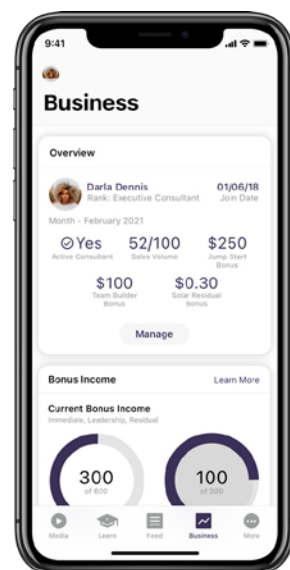 9:41
Business
Overview
Darla Dennis 01/06/18
Rank: Executive Consultant Join Date
Month - February 2021
Yes 52/100 $250
Active Consultant Sales Volume Jump Start
Bonus
$100 $0.30
Team Builder Solar Residual
Bonus Bonus
Manage
Bonus Income Learn More
Current Bonus Income
Immediate, Leadership, Residual
300 100
of 600 of 300
Media Learn Feed Business More